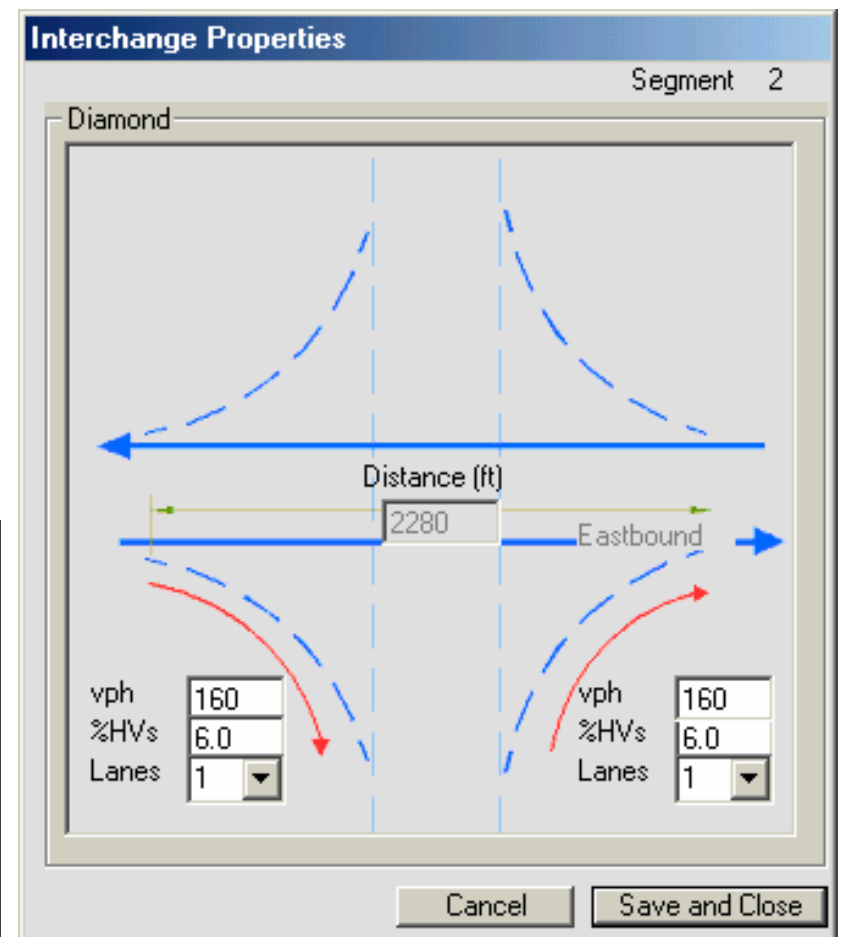 Interchange Properties
Segment 2
Diamond
Distance (ft)
2280
Eastbound
vph 160
%HVs 6.0
Lanes 1
vph 160
%HVs 6.0
Lanes 1
Cancel
Save and Close